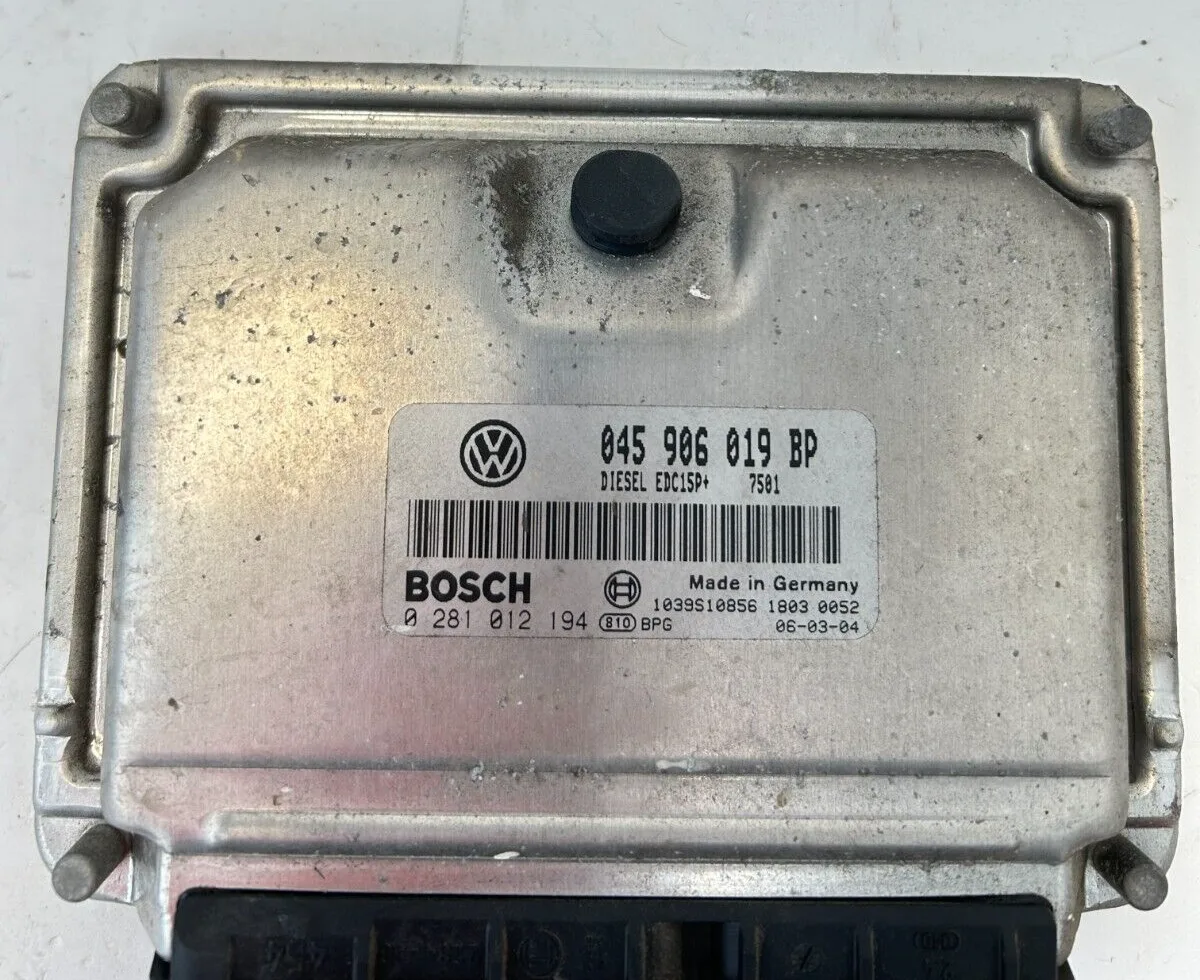 045 906 019 BP
DIESEL EDC15P+ 7501
BOSCH
Made in Germany
1039S10856 1803 0052
0 281 012 194 810 BPG
06-03-04